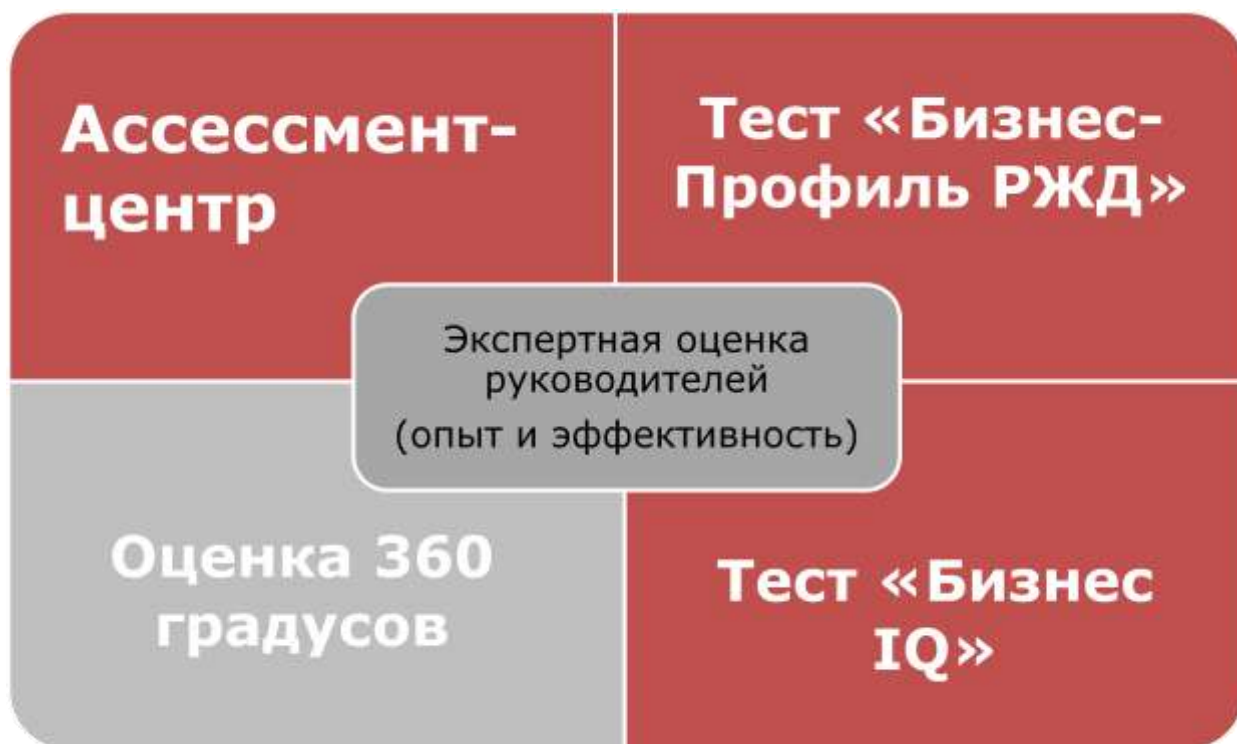 Ассессмент-
центр
Тест «Бизнес-
Профиль РЖД»
Экспертная оценка
руководителей
(опыт и эффективность)
Оценка 360
градусов
Тест «Бизнес
IQ»